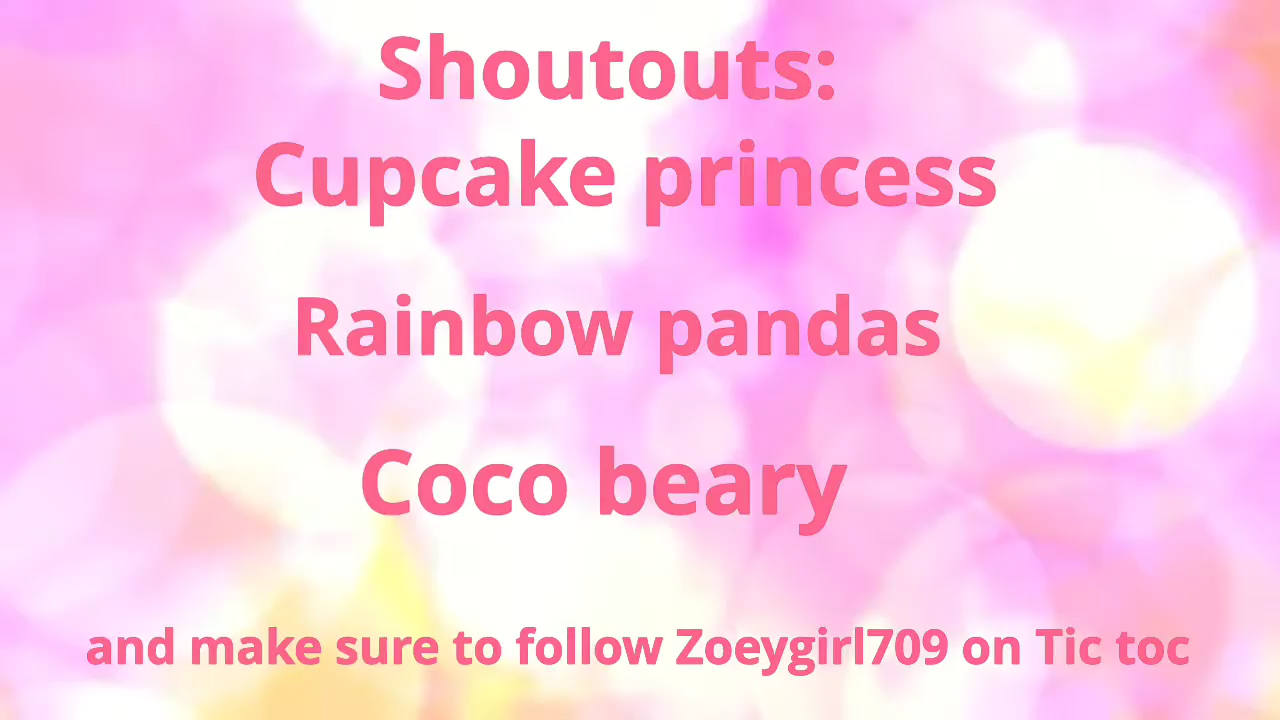 Shoutouts:
Cupcake princess
Rainbow pandas
Coco beary
and make sure to follow Zoeygirl709 on Tic toc